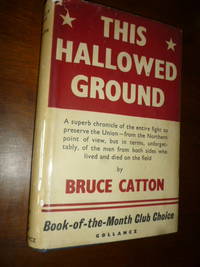 THIS
HALLOWED
GROUND
A superb chronicle of the entire fight to
preserve the Union—from the Northern
point of view, but in terms, unforget-
tably, of the men from both sides who
lived and died on the field
by
BRUCE CATTON
Book-of-the-Month Club Choice
GOLLANCZ